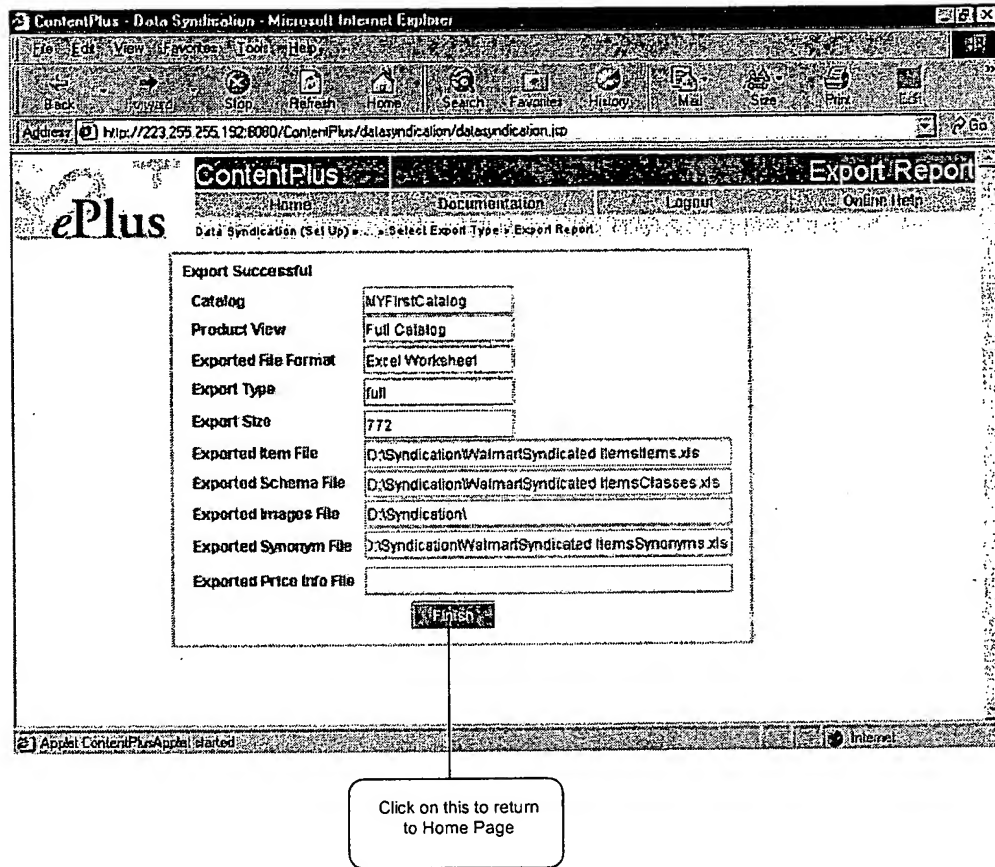 ContentPlus - Data Syndication - Microsoft Internet Explorer
File Edit View Favorites Tools Help
Back Forward Stop Refresh Home Search Favorites History Mail Size Print Edit
Address http://223.255.255.192:8080/ContentPlus/datasyndication/datasyndication.jsp Go
ePlus
ContentPlus Export Report
Home Documentation Logout Online Help
Data Syndication (Set Up) » ... » Select Export Type » Export Report
Export Successful
Catalog MYFirstCatalog
Product View Full Catalog
Exported File Format Excel Worksheet
Export Type full
Export Size 772
Exported Item File D:\Syndication\WalmartSyndicated ItemsItems.xls
Exported Schema File D:\Syndication\WalmartSyndicated ItemsClasses.xls
Exported Images File D:\Syndication\
Exported Synonym File D:\Syndication\WalmartSyndicated ItemsSynonyms.xls
Exported Price Info File
Finish
Applet ContentPlusApplet started Internet
Click on this to return
to Home Page